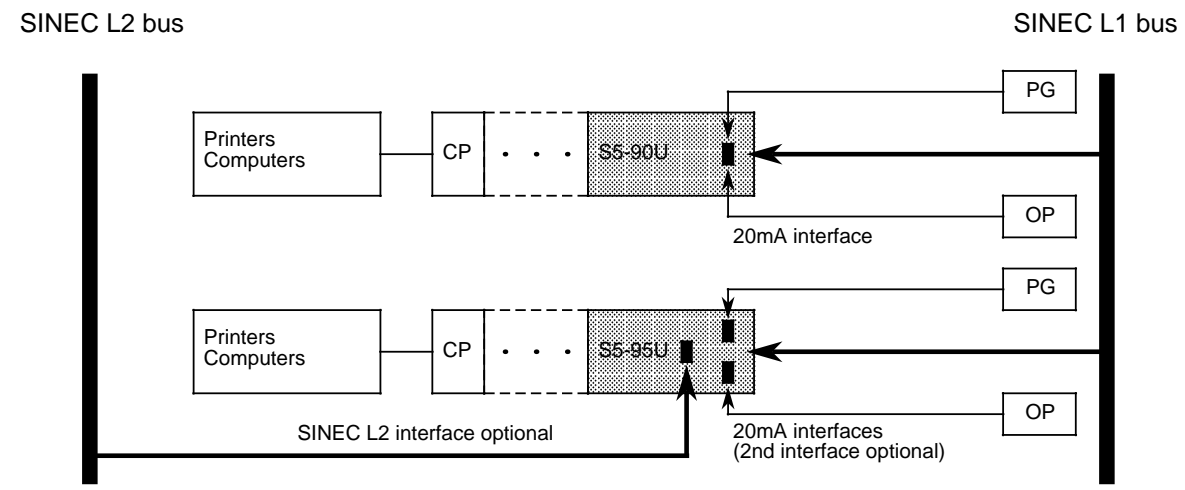 SINEC L2 bus
SINEC L1 bus
PG
Printers
Computers
CP
. . .
S5-90U
OP
20mA interface
PG
Printers
Computers
CP
. . .
S5-95U
OP
SINEC L2 interface optional
20mA interfaces
(2nd interface optional)